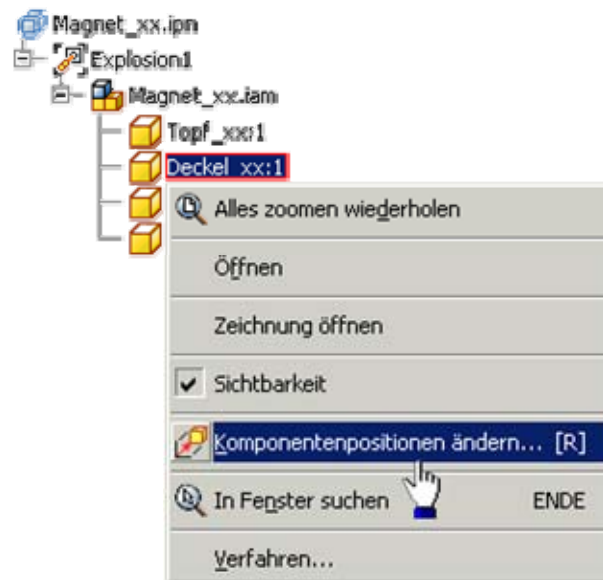 Magnet_xx.ipn
Explosion1
Magnet_xx.iam
Topf_xx:1
Deckel_xx:1
Alles zoomen wiederholen
Öffnen
Zeichnung öffnen
Sichtbarkeit
Komponentenpositionen ändern... [R]
In Fenster suchen ENDE
Verfahren...